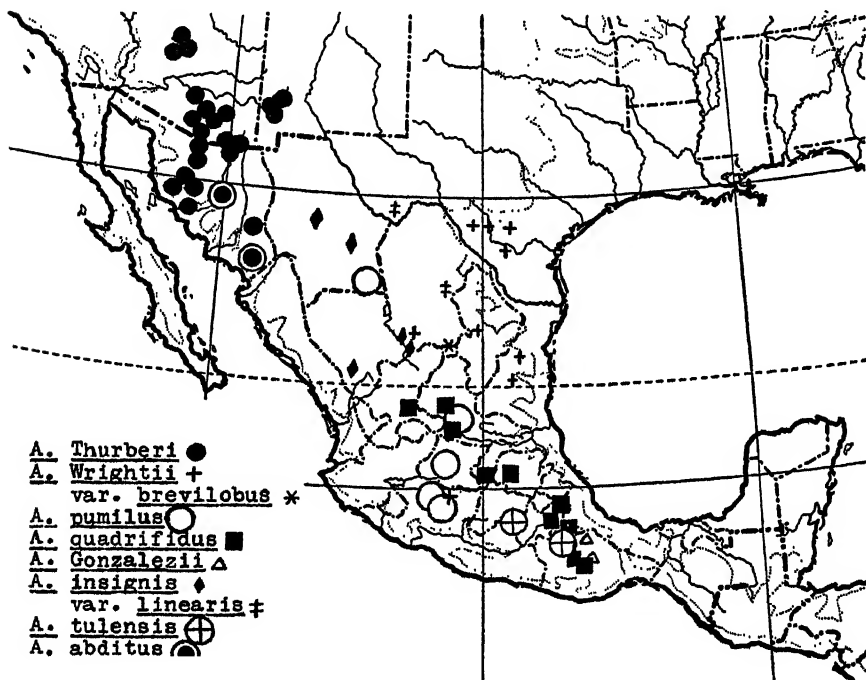 A. Thurberi ●
A. Wrightii +
var. brevilobus ✳
A. pumilus ○
A. quadrifidus ■
A. Gonzalezii △
A. insignis ♦
var. linearis ‡
A. tulensis ⊕
A. abditus ◉